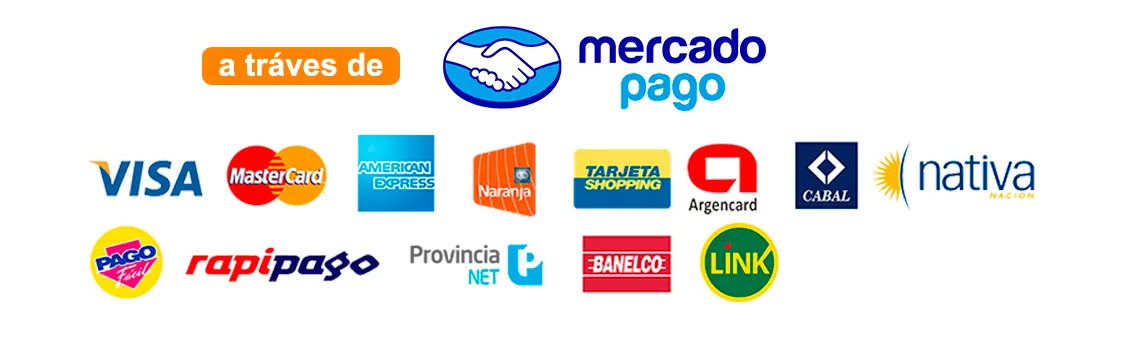 a tráves de
mercado
pago
VISA
MasterCard
AMERICAN
EXPRESS
Naranja
TARJETA
SHOPPING
Argencard
CABAL
nativa
NACION
PAGO
Fácil
rapipago
Provincia
NET
BANELCO
LINK